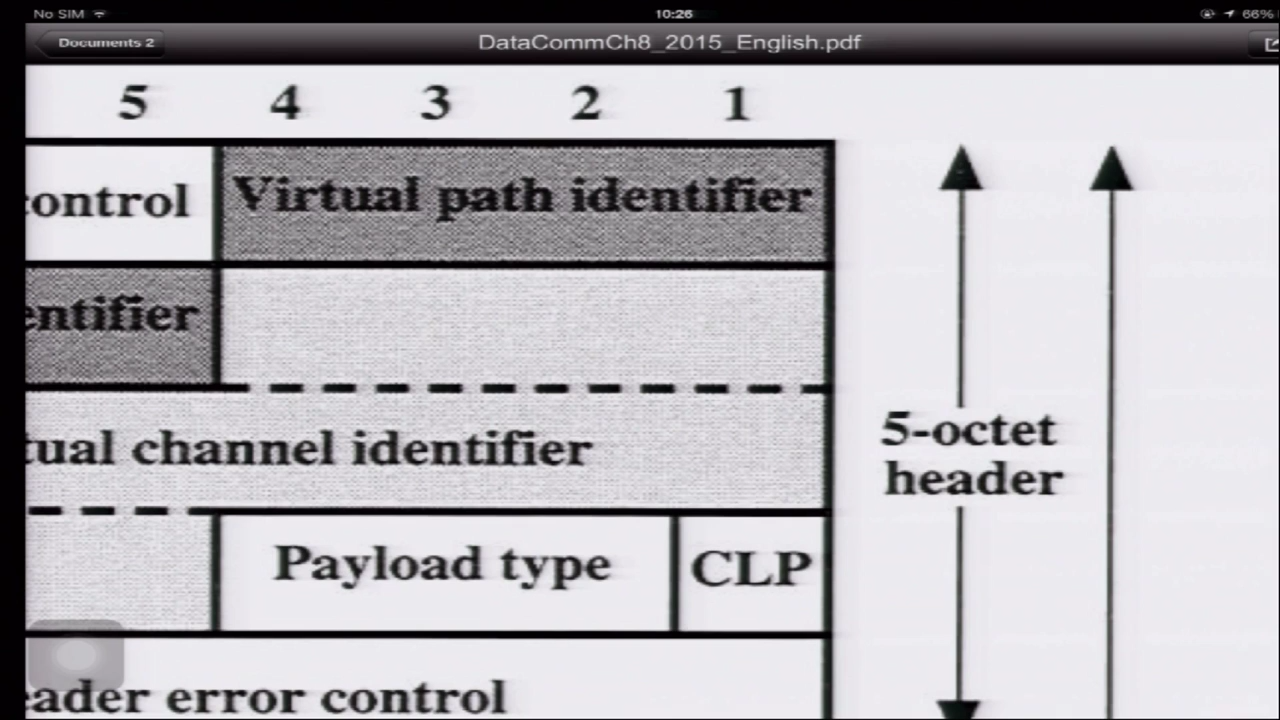 No SIM 10:26 66%
Documents 2 DataCommCh8_2015_English.pdf
5 4 3 2 1
ontrol Virtual path identifier
entifier
tual channel identifier
5-octet
header
Payload type CLP
eader error control